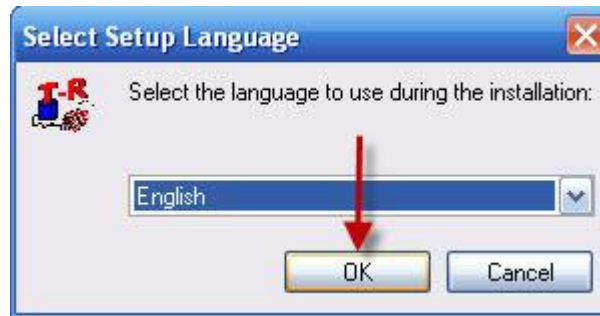 Select Setup Language
T-R
Select the language to use during the installation:
English
OK
Cancel